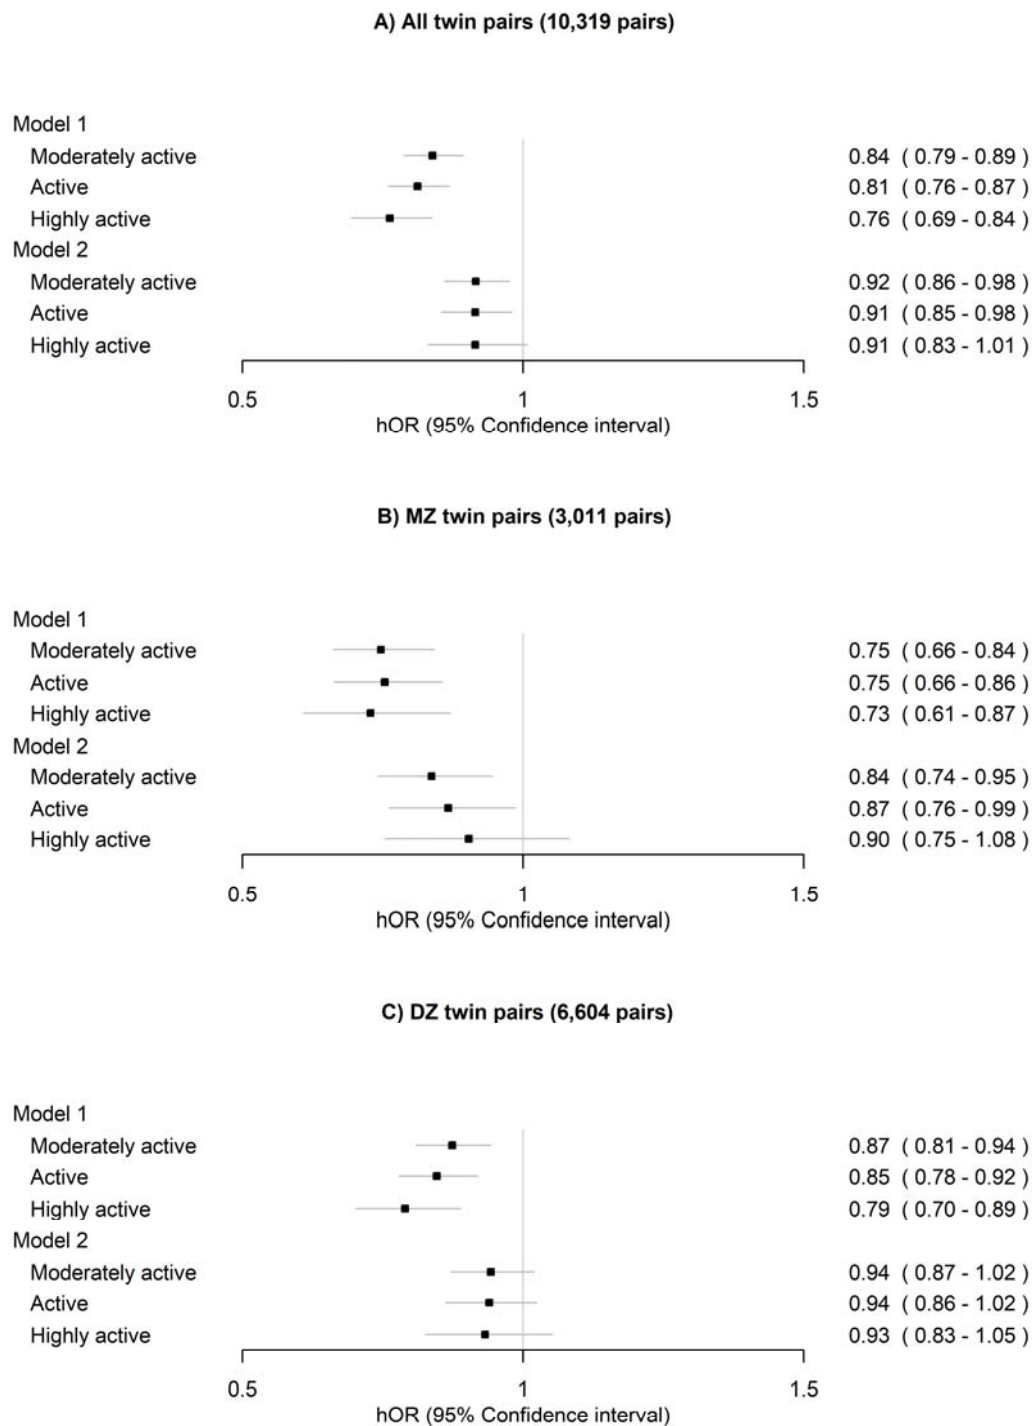 A) All twin pairs (10,319 pairs)
Model 1
Moderately active 0.84 ( 0.79 - 0.89 )
Active 0.81 ( 0.76 - 0.87 )
Highly active 0.76 ( 0.69 - 0.84 )
Model 2
Moderately active 0.92 ( 0.86 - 0.98 )
Active 0.91 ( 0.85 - 0.98 )
Highly active 0.91 ( 0.83 - 1.01 )
0.5 1 1.5
hOR (95% Confidence interval)
B) MZ twin pairs (3,011 pairs)
Model 1
Moderately active 0.75 ( 0.66 - 0.84 )
Active 0.75 ( 0.66 - 0.86 )
Highly active 0.73 ( 0.61 - 0.87 )
Model 2
Moderately active 0.84 ( 0.74 - 0.95 )
Active 0.87 ( 0.76 - 0.99 )
Highly active 0.90 ( 0.75 - 1.08 )
0.5 1 1.5
hOR (95% Confidence interval)
C) DZ twin pairs (6,604 pairs)
Model 1
Moderately active 0.87 ( 0.81 - 0.94 )
Active 0.85 ( 0.78 - 0.92 )
Highly active 0.79 ( 0.70 - 0.89 )
Model 2
Moderately active 0.94 ( 0.87 - 1.02 )
Active 0.94 ( 0.86 - 1.02 )
Highly active 0.93 ( 0.83 - 1.05 )
0.5 1 1.5
hOR (95% Confidence interval)